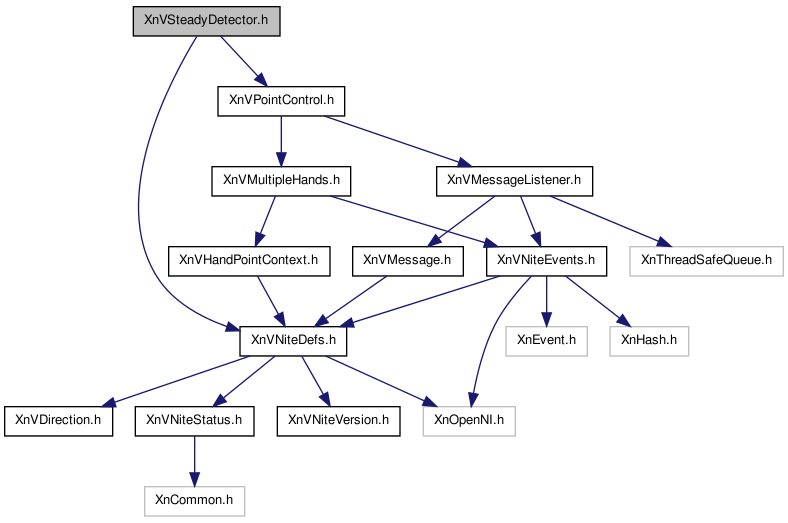 XnVSteadyDetector.h
XnVPointControl.h
XnVMultipleHands.h
XnVMessageListener.h
XnVHandPointContext.h
XnVMessage.h
XnVNiteEvents.h
XnThreadSafeQueue.h
XnVNiteDefs.h
XnEvent.h
XnHash.h
XnVDirection.h
XnVNiteStatus.h
XnVNiteVersion.h
XnOpenNI.h
XnCommon.h